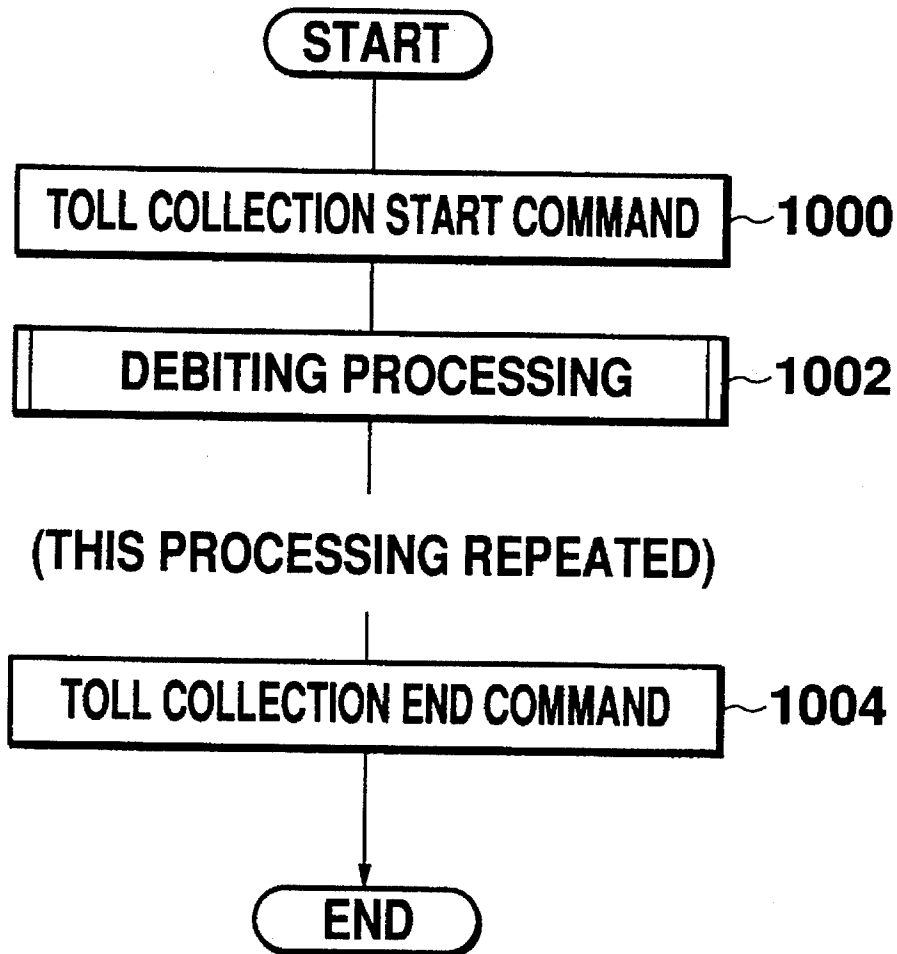 START
TOLL COLLECTION START COMMAND 1000
DEBITING PROCESSING 1002
(THIS PROCESSING REPEATED)
TOLL COLLECTION END COMMAND 1004
END